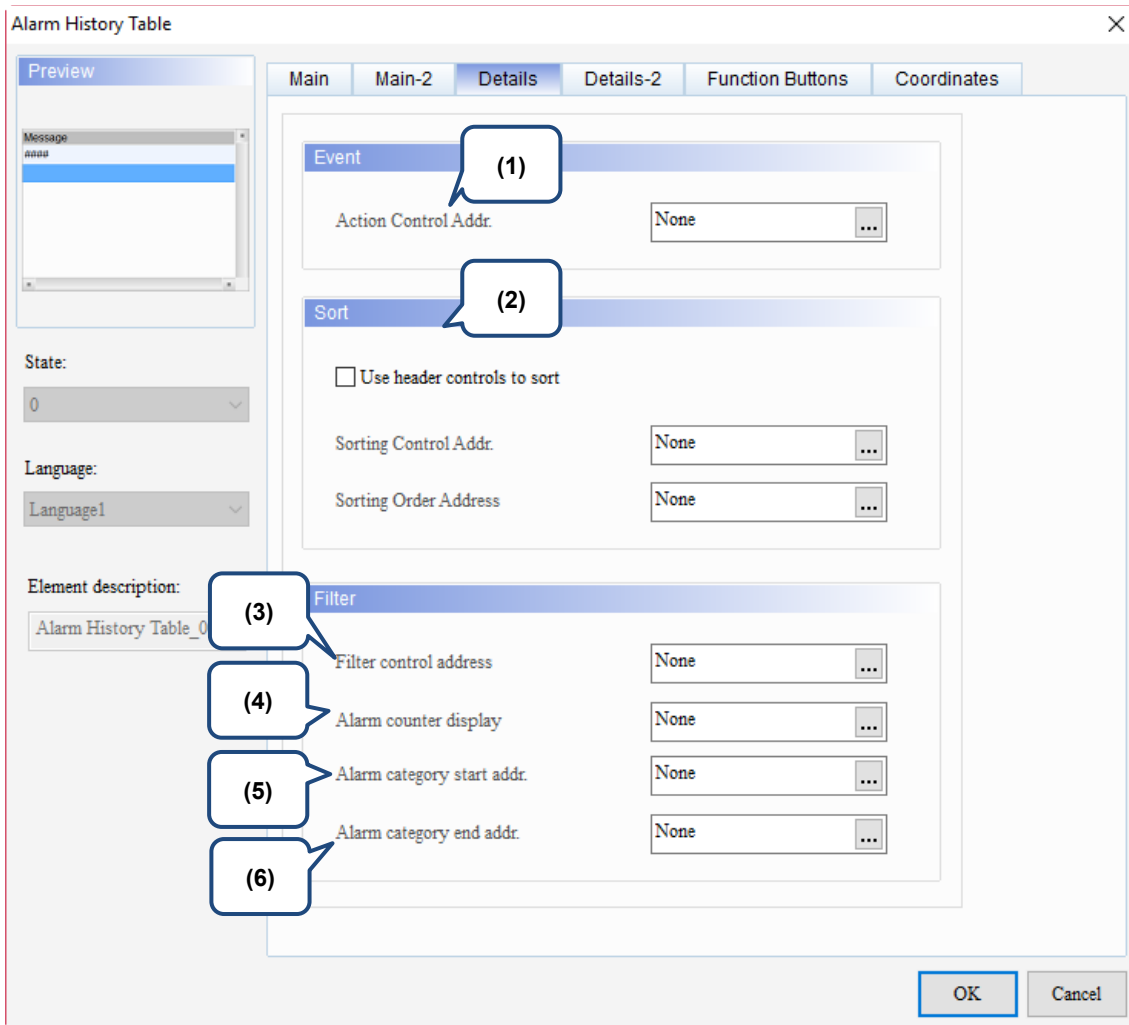 Alarm History Table
Preview
Message
####
State:
0
Language:
Language1
Element description:
Alarm History Table_0
Main Main-2 Details Details-2 Function Buttons Coordinates
Event
(1)
Action Control Addr. None ...
Sort
(2)
Use header controls to sort
Sorting Control Addr. None ...
Sorting Order Address None ...
Filter
(3)
Filter control address None ...
(4)
Alarm counter display None ...
(5)
Alarm category start addr. None ...
(6)
Alarm category end addr. None ...
OK Cancel